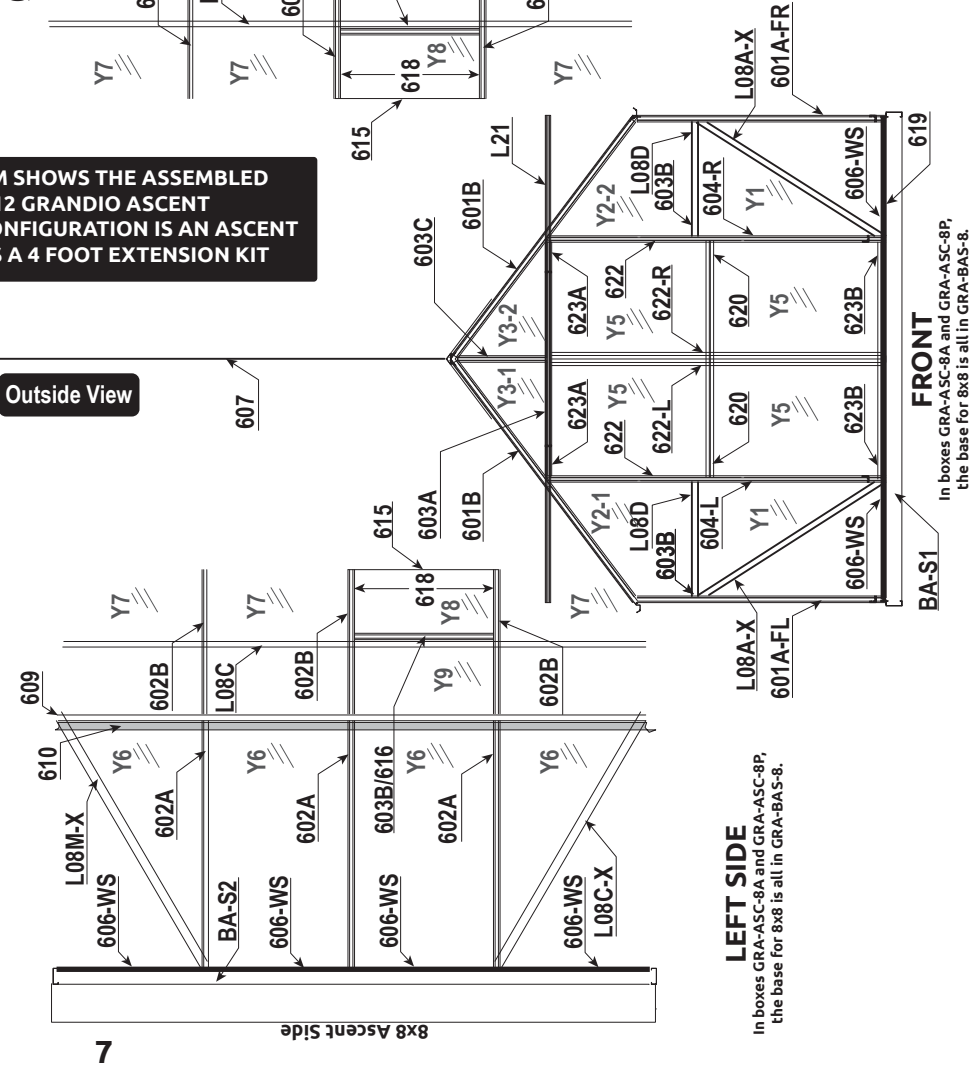 M SHOWS THE ASSEMBLED
12 GRANDIO ASCENT
ONFIGURATION IS AN ASCENT
S A 4 FOOT EXTENSION KIT
Outside View
607
Y7
Y7
Y8
618
Y7
615
L21
601B
603C
603A
601B
Y3-1
Y3-2
623A
623A
622
622
622-L
622-R
Y5
Y5
620
620
Y5
Y5
623B
623B
Y2-1
Y2-2
L08D
603B
604-L
Y1
606-WS
L08D
603B
604-R
Y1
606-WS
L08A-X
601A-FL
L08A-X
601A-FR
619
BA-S1
FRONT
In boxes GRA-ASC-8A and GRA-ASC-8P,
the base for 8x8 is all in GRA-BAS-8.
609
610
L08M-X
606-WS
BA-S2
606-WS
606-WS
606-WS
L08C-X
602A
602A
602A
603B/616
Y6
Y6
Y6
Y6
602B
L08C
602B
602B
Y7
Y7
Y9
Y8
618
615
Y7
8x8 Ascent Side
LEFT SIDE
In boxes GRA-ASC-8A and GRA-ASC-8P,
the base for 8x8 is all in GRA-BAS-8.
7